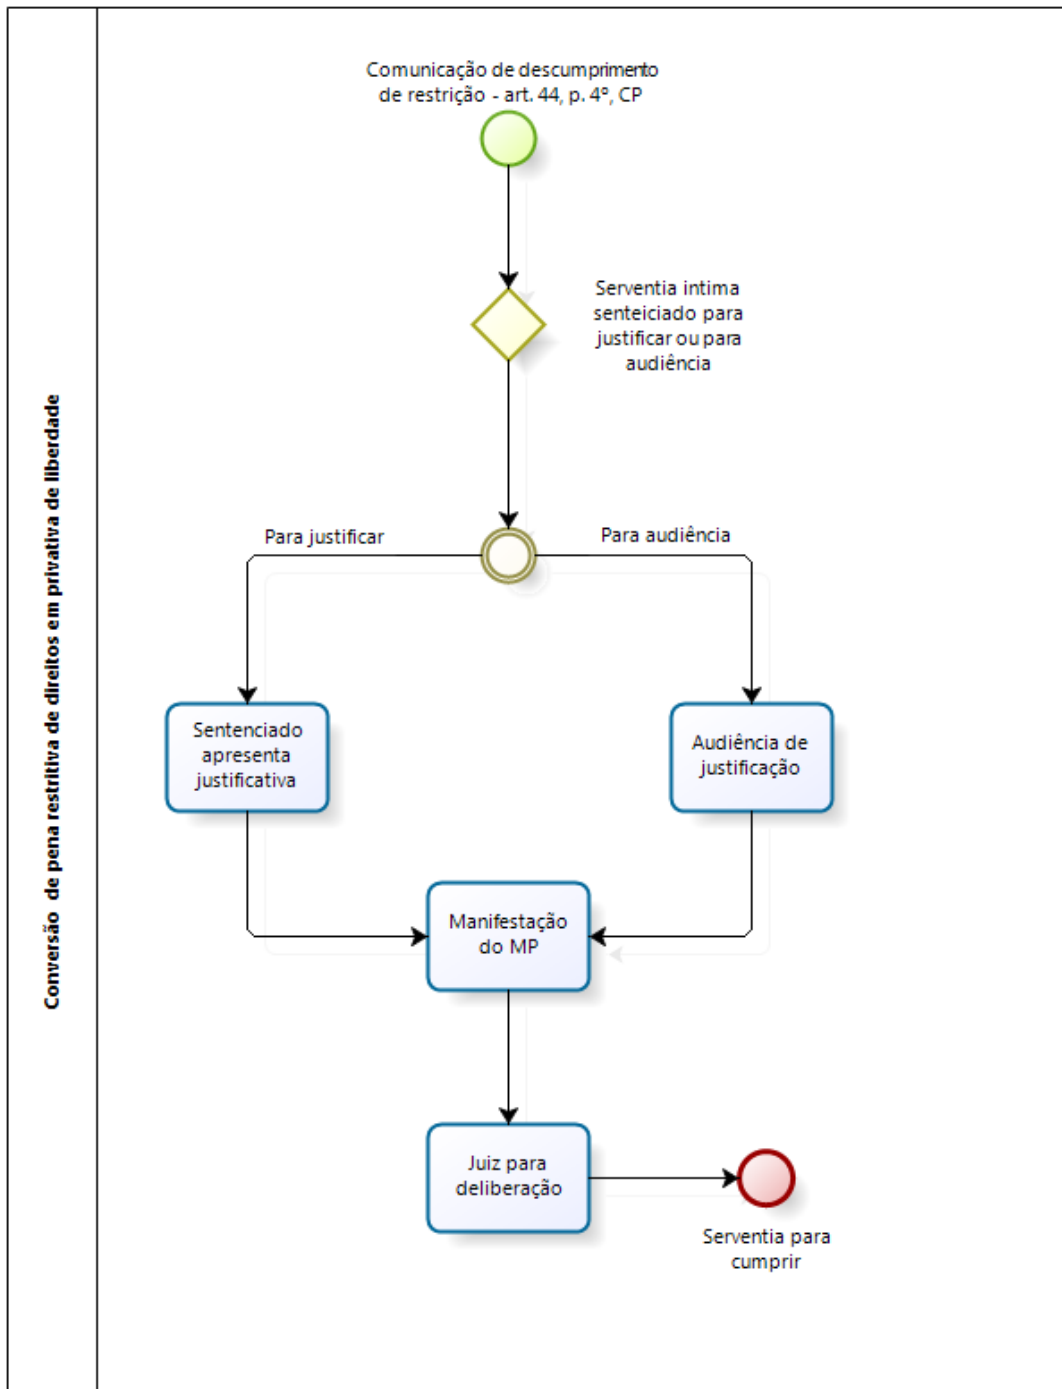 Conversão de pena restritiva de direitos em privativa de liberdade
Comunicação de descumprimento
de restrição - art. 44, p. 4º, CP
Serventia intima
senteiciado para
justificar ou para
audiência
Para justificar
Para audiência
Sentenciado
apresenta
justificativa
Audiência de
justificação
Manifestação
do MP
Juiz para
deliberação
Serventia para
cumprir